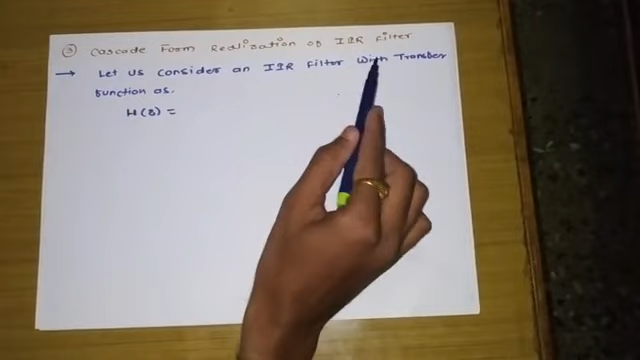 ③ Cascade Form Realization of IIR Filter
→ Let us consider an IIR Filter With Transfer
function as.
H(z) =